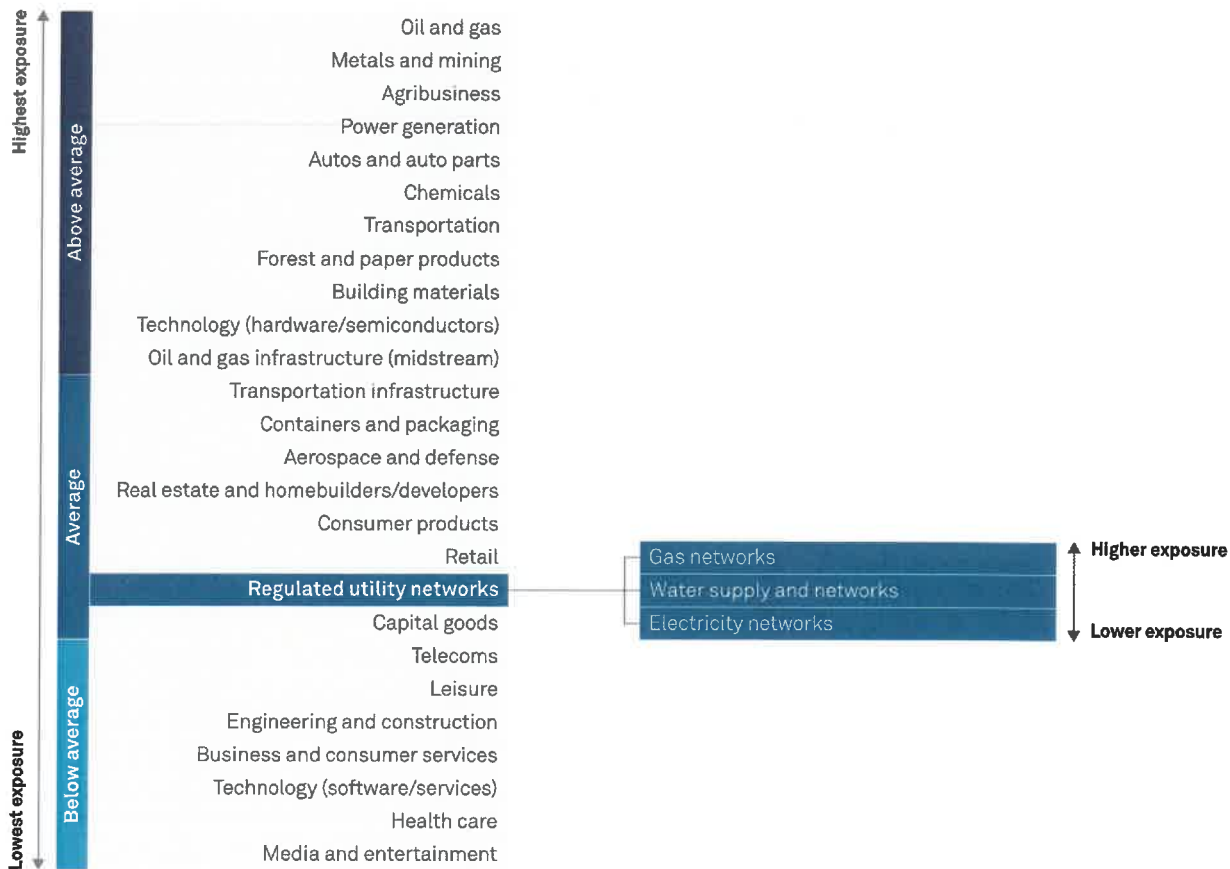 Highest exposure
Above average
Oil and gas
Metals and mining
Agribusiness
Power generation
Autos and auto parts
Chemicals
Transportation
Forest and paper products
Building materials
Technology (hardware/semiconductors)
Oil and gas infrastructure (midstream)
Average
Transportation infrastructure
Containers and packaging
Aerospace and defense
Real estate and homebuilders/developers
Consumer products
Retail
Regulated utility networks
Capital goods
Gas networks
Water supply and networks
Electricity networks
Higher exposure
Lower exposure
Below average
Telecoms
Leisure
Engineering and construction
Business and consumer services
Technology (software/services)
Health care
Media and entertainment
Lowest exposure